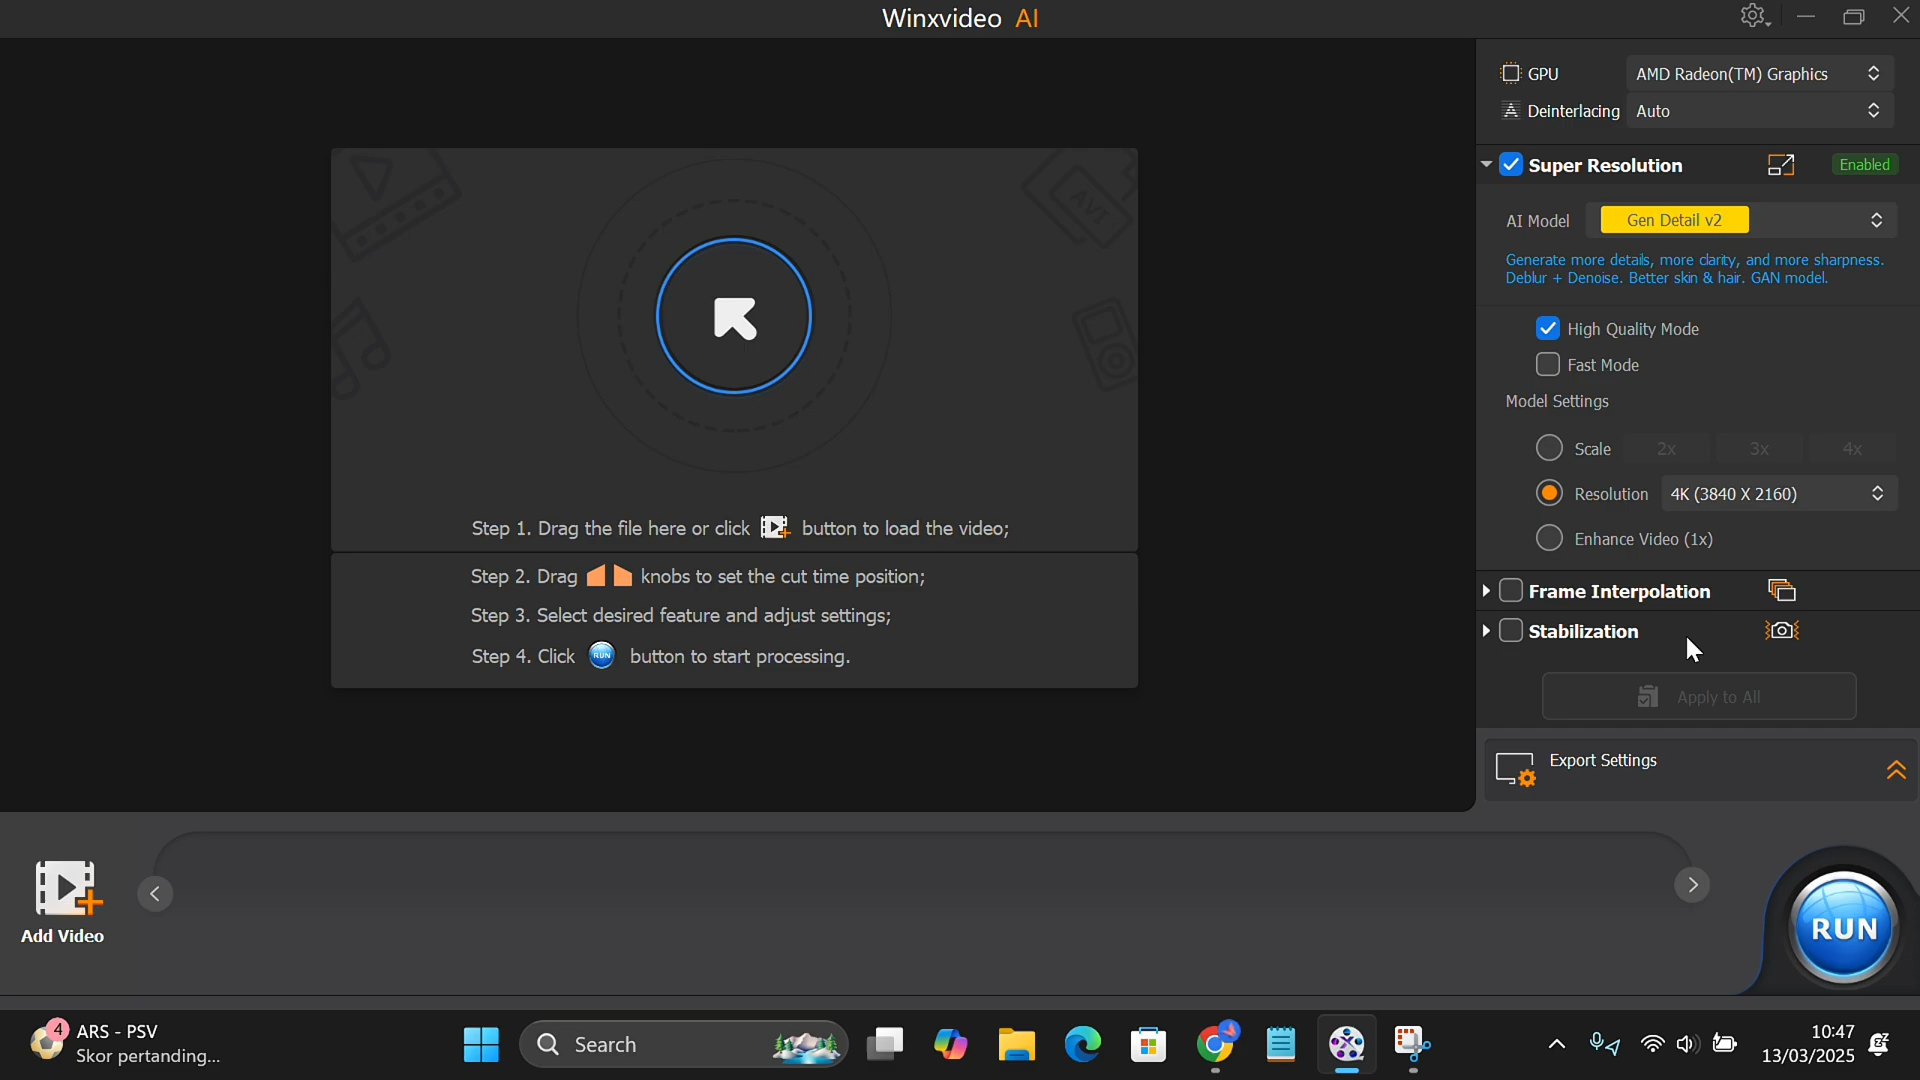 Winxvideo AI
GPU
AMD Radeon(TM) Graphics
Deinterlacing
Auto
Super Resolution
Enabled
AI Model
Gen Detail v2
Generate more details, more clarity, and more sharpness.
Deblur + Denoise. Better skin & hair. GAN model.
High Quality Mode
Fast Mode
Model Settings
Scale
2x
3x
4x
Resolution
4K (3840 X 2160)
Enhance Video (1x)
Frame Interpolation
Stabilization
Apply to All
Export Settings
AVI
Step 1. Drag the file here or click button to load the video;
Step 2. Drag knobs to set the cut time position;
Step 3. Select desired feature and adjust settings;
Step 4. Click RUN button to start processing.
Add Video
RUN
4
ARS - PSV
Skor pertanding...
Search
10:47
13/03/2025